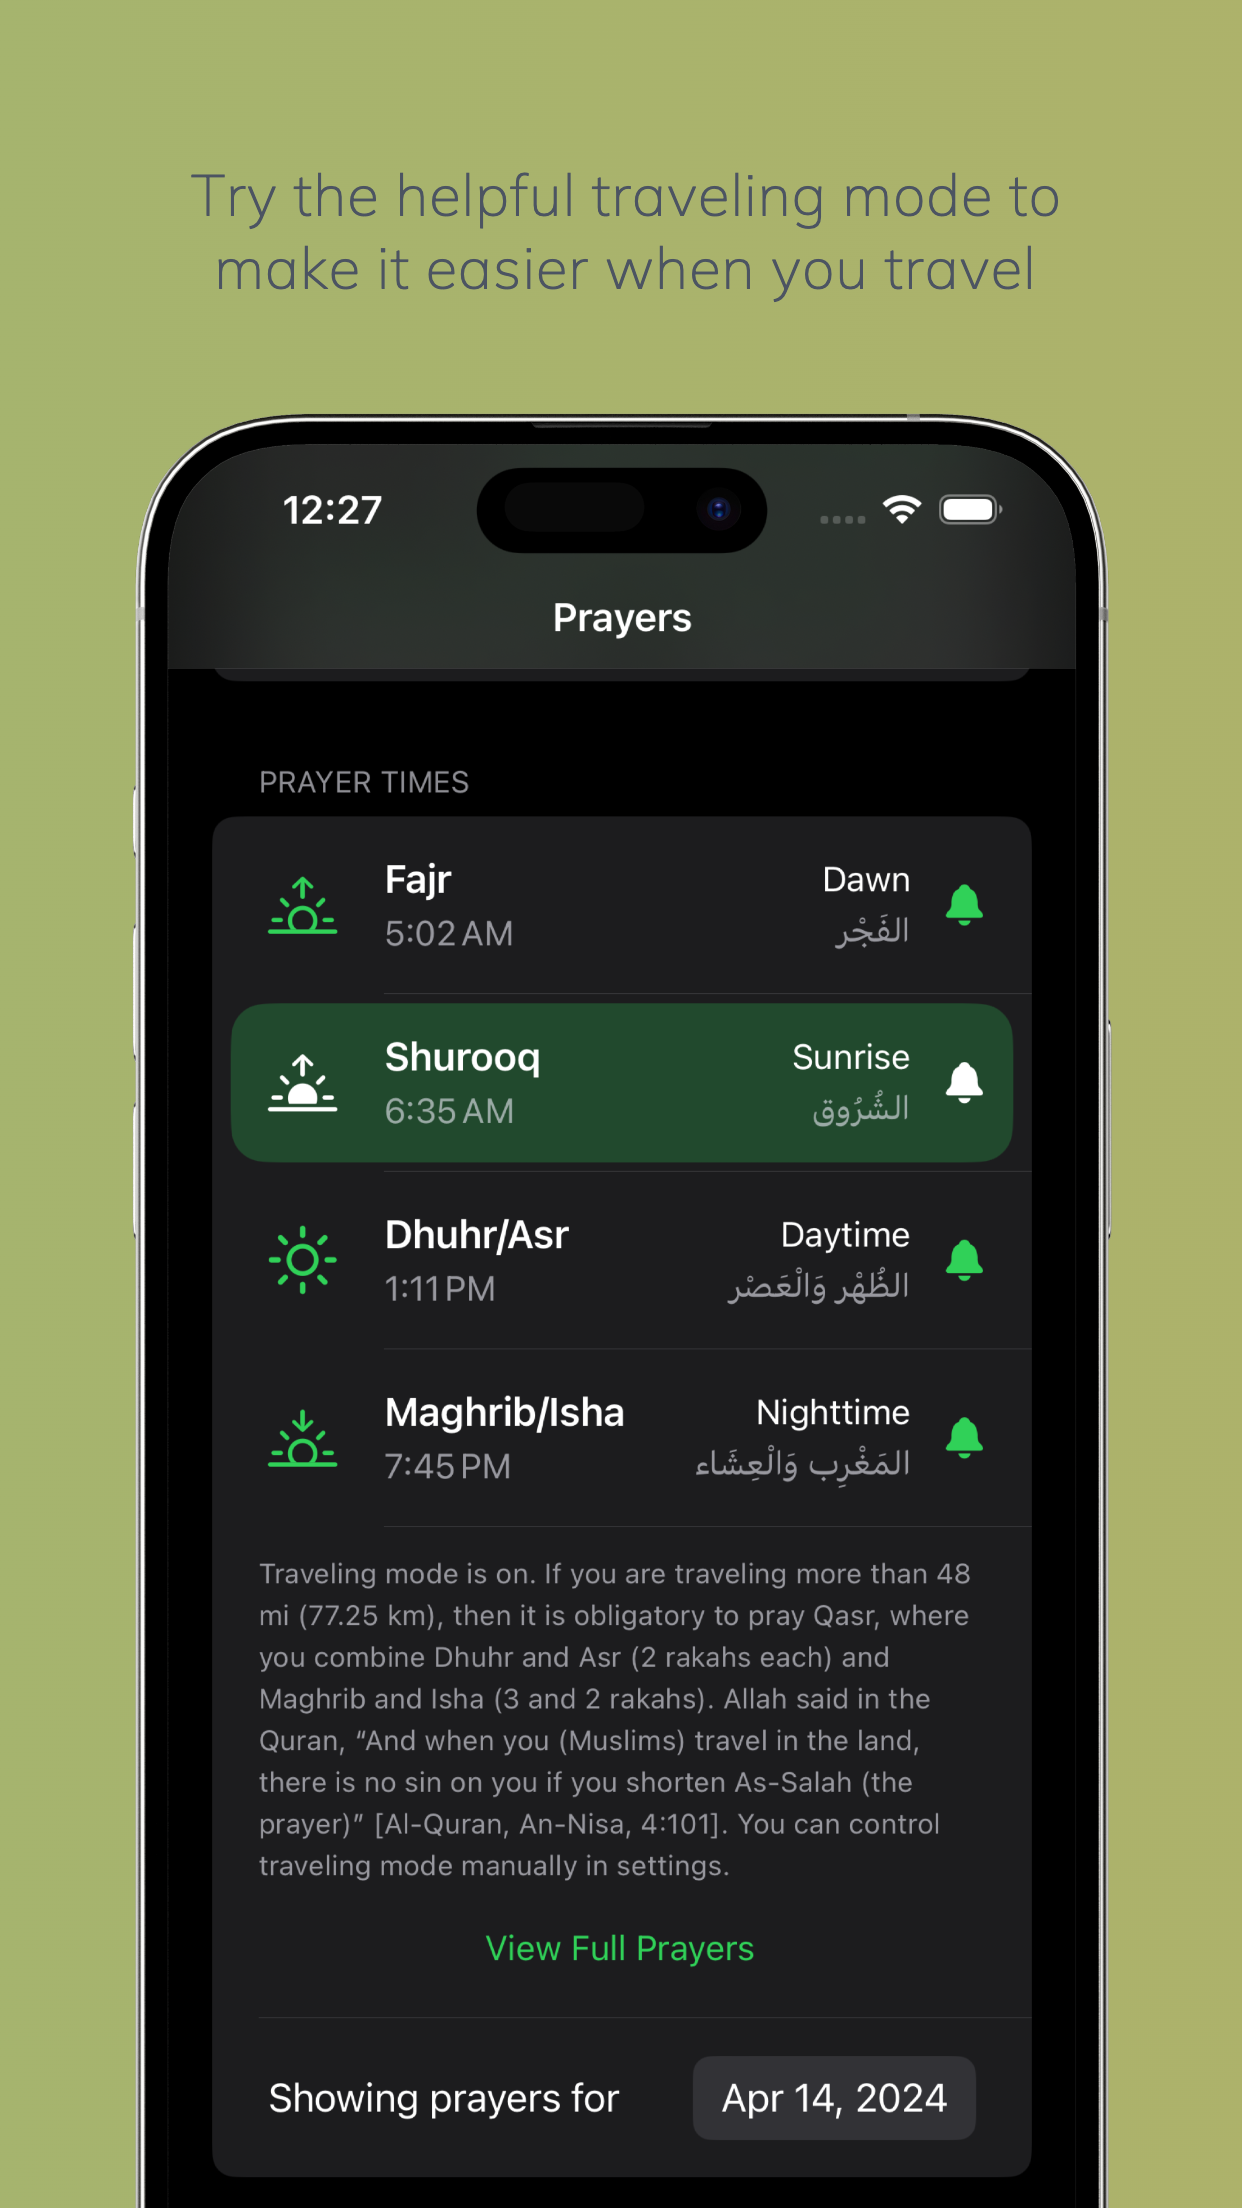 Try the helpful traveling mode to
make it easier when you travel
12:27
Prayers
PRAYER TIMES
Fajr
Dawn
5:02 AM
الفَجْر
Shurooq
Sunrise
6:35 AM
الشُرُوق
Dhuhr/Asr
Daytime
1:11 PM
الظُهْر وَالْعَصْر
Maghrib/Isha
Nighttime
7:45 PM
المَغْرِب وَالْعِشَاء
Traveling mode is on. If you are traveling more than 48
mi (77.25 km), then it is obligatory to pray Qasr, where
you combine Dhuhr and Asr (2 rakahs each) and
Maghrib and Isha (3 and 2 rakahs). Allah said in the
Quran, “And when you (Muslims) travel in the land,
there is no sin on you if you shorten As-Salah (the
prayer)” [Al-Quran, An-Nisa, 4:101]. You can control
traveling mode manually in settings.
View Full Prayers
Showing prayers for
Apr 14, 2024